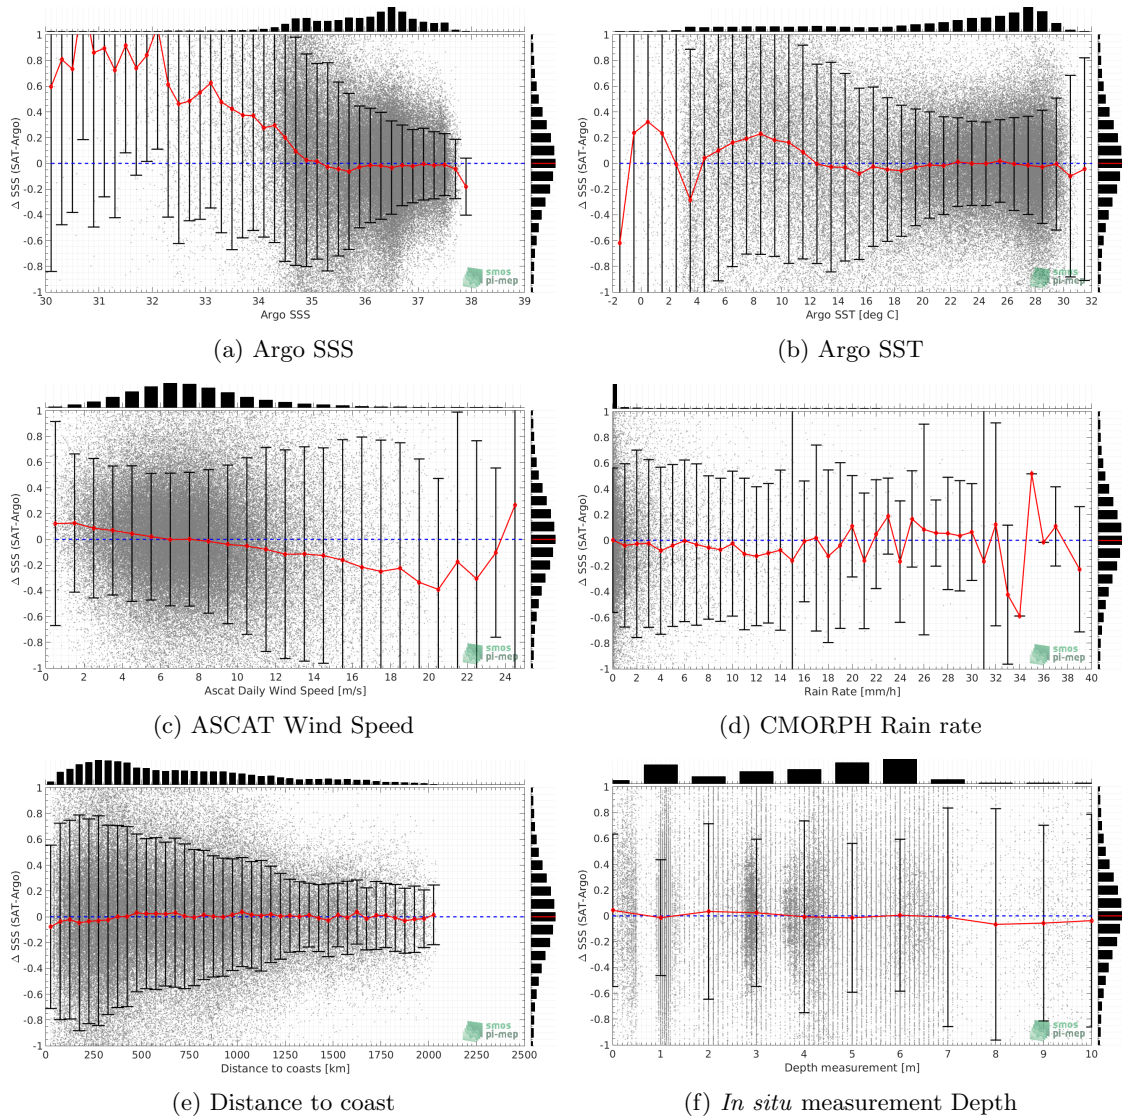 1
0.8
0.6
0.4
0.2
0
-0.2
-0.4
-0.6
-0.8
-1
Δ SSS (SAT-Argo)
30 31 32 33 34 35 36 37 38 39
Argo SSS
smos
pi-mep
(a) Argo SSS
1
0.8
0.6
0.4
0.2
0
-0.2
-0.4
-0.6
-0.8
-1
Δ SSS (SAT-Argo)
-2 0 2 4 6 8 10 12 14 16 18 20 22 24 26 28 30 32
Argo SST [deg C]
smos
pi-mep
(b) Argo SST
1
0.8
0.6
0.4
0.2
0
-0.2
-0.4
-0.6
-0.8
-1
Δ SSS (SAT-Argo)
0 2 4 6 8 10 12 14 16 18 20 22 24
Ascat Daily Wind Speed [m/s]
smos
pi-mep
(c) ASCAT Wind Speed
1
0.8
0.6
0.4
0.2
0
-0.2
-0.4
-0.6
-0.8
-1
Δ SSS (SAT-Argo)
0 2 4 6 8 10 12 14 16 18 20 22 24 26 28 30 32 34 36 38 40
Rain Rate [mm/h]
smos
pi-mep
(d) CMORPH Rain rate
1
0.8
0.6
0.4
0.2
0
-0.2
-0.4
-0.6
-0.8
-1
Δ SSS (SAT-Argo)
0 250 500 750 1000 1250 1500 1750 2000 2250 2500
Distance to coasts [km]
smos
pi-mep
(e) Distance to coast
1
0.8
0.6
0.4
0.2
0
-0.2
-0.4
-0.6
-0.8
-1
Δ SSS (SAT-Argo)
0 1 2 3 4 5 6 7 8 9 10
Depth measurement [m]
smos
pi-mep
(f) In situ measurement Depth